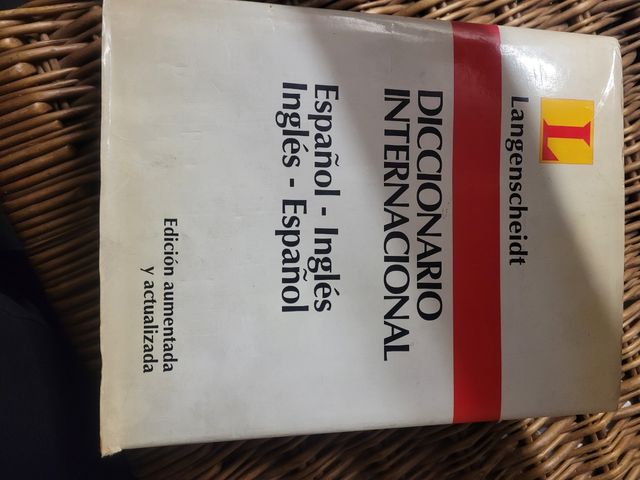 L
Langenscheidt
DICCIONARIO
INTERNACIONAL
Español - Inglés
Inglés - Español
Edición aumentada
y actualizada